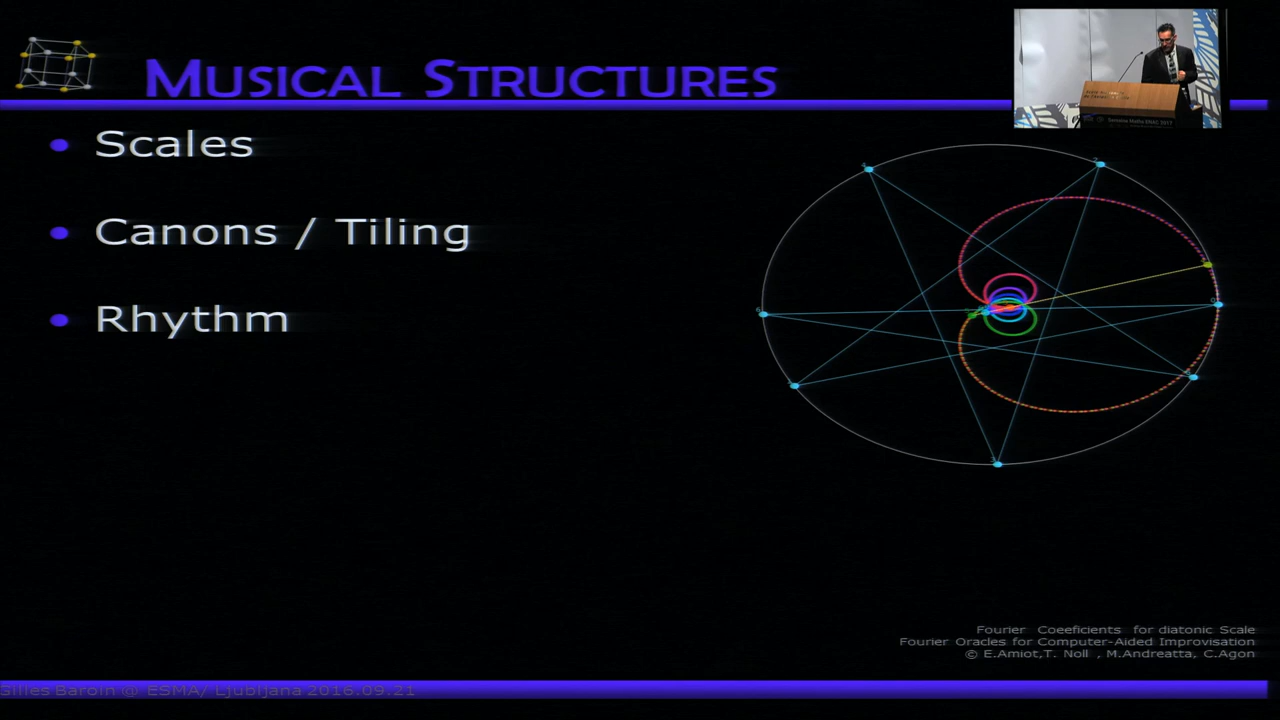 MUSICAL STRUCTURES
Scales
Canons / Tiling
Rhythm
Fourier Coeeficients for diatonic Scale
Fourier Oracles for Computer-Aided Improvisation
© E.Amiot,T. Noll , M.Andreatta, C.Agon
Gilles Baroin @ ESMA/ Ljubljana 2016.09.21